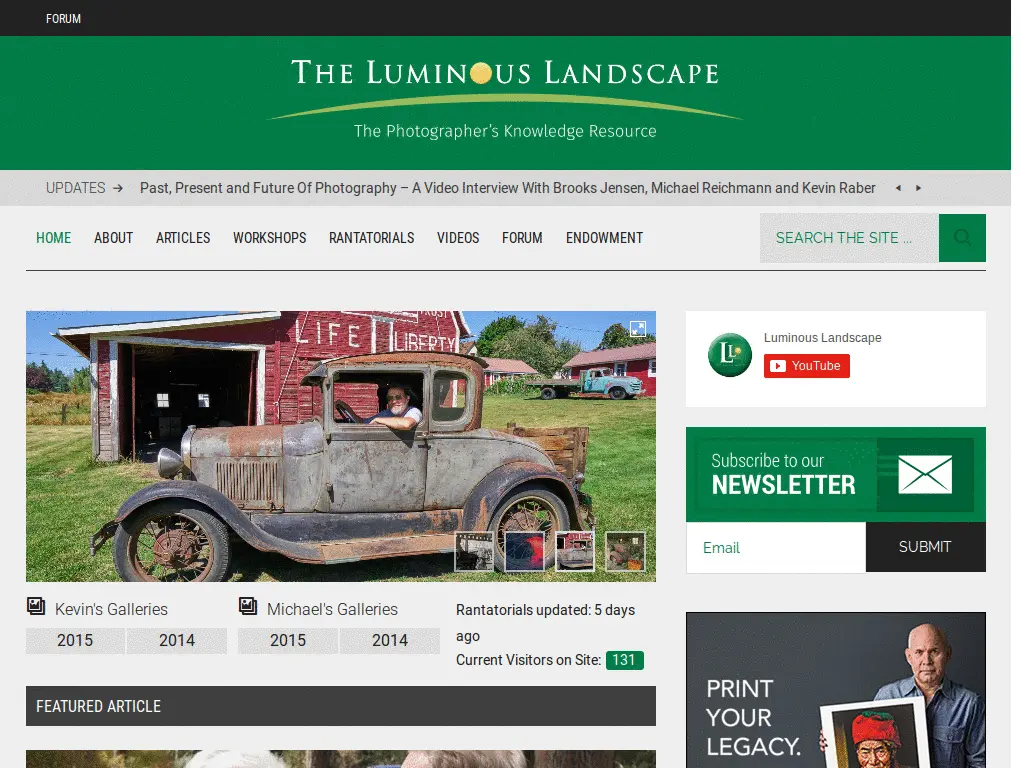 FORUM
THE LUMINOUS LANDSCAPE
The Photographer's Knowledge Resource
UPDATES → Past, Present and Future Of Photography – A Video Interview With Brooks Jensen, Michael Reichmann and Kevin Raber
HOME ABOUT ARTICLES WORKSHOPS RANTATORIALS VIDEOS FORUM ENDOWMENT
SEARCH THE SITE ...
LIFE LIBERTY
Luminous Landscape
YouTube
Subscribe to our
NEWSLETTER
Email SUBMIT
Kevin's Galleries
2015 2014
Michael's Galleries
2015 2014
Rantatorials updated: 5 days
ago
Current Visitors on Site: 131
FEATURED ARTICLE
PRINT
YOUR
LEGACY.